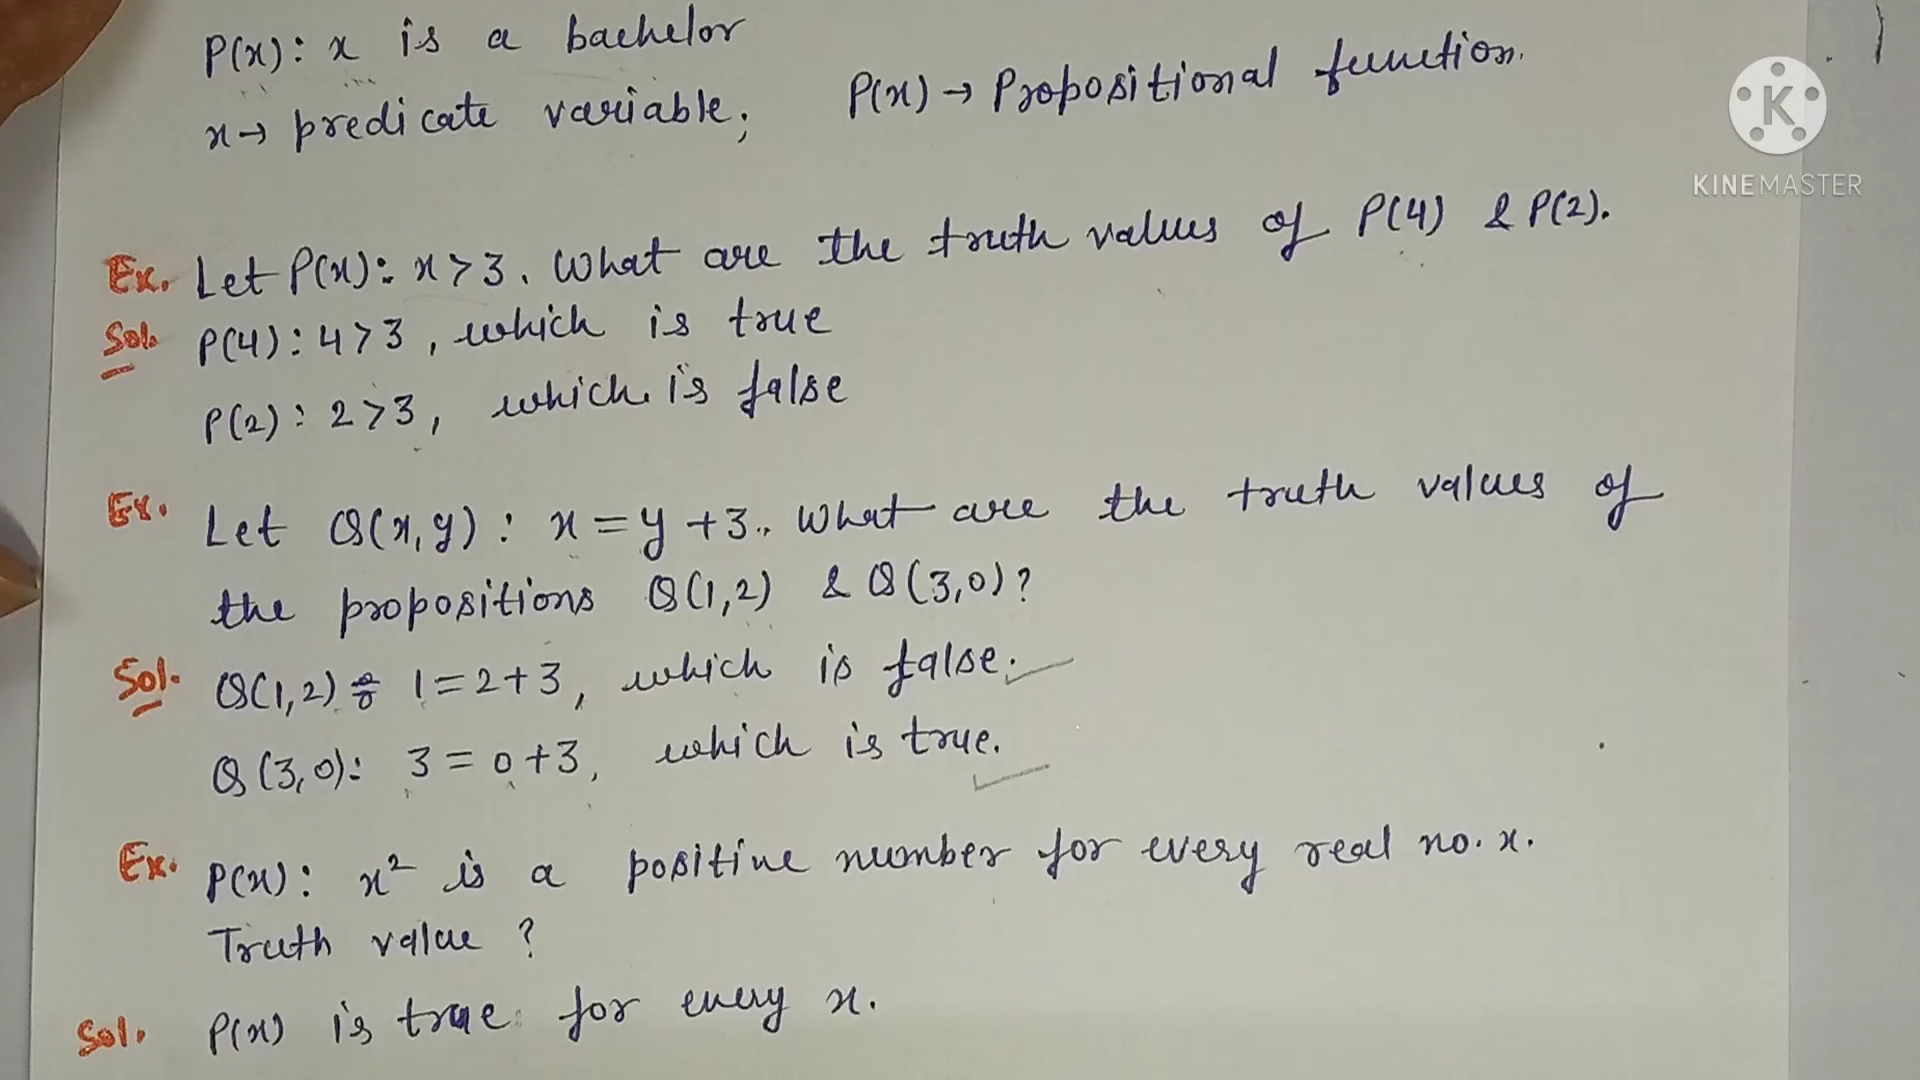 P(x): x is a bachelor
x → predicate variable; P(x) → Propositional function.
KINEMASTER
Ex. Let P(x): x > 3. What are the truth values of P(4) & P(2).
Sol. P(4): 4 > 3, which is true
P(2): 2 > 3, which is false
Ex. Let Q(x, y): x = y + 3. What are the truth values of
the propositions Q(1, 2) & Q(3, 0)?
Sol. Q(1, 2): 1 = 2 + 3, which is false.
Q(3, 0): 3 = 0 + 3, which is true.
Ex. P(x): x² is a positive number for every real no. x.
Truth value ?
Sol. P(x) is true for every x.